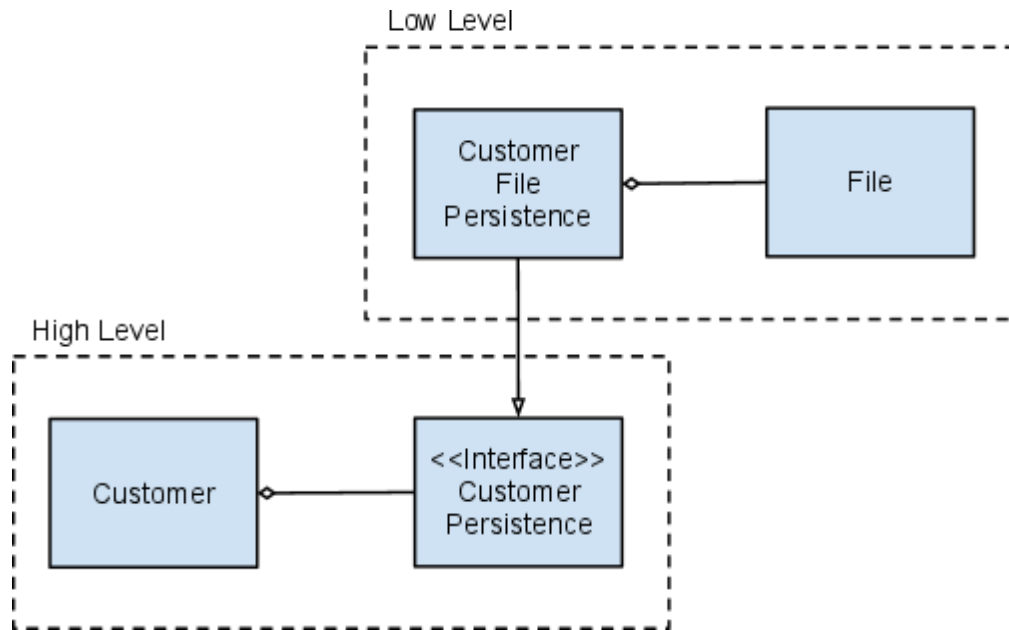 Low Level
Customer
File
Persistence
File
High Level
Customer
<<Interface>>
Customer
Persistence